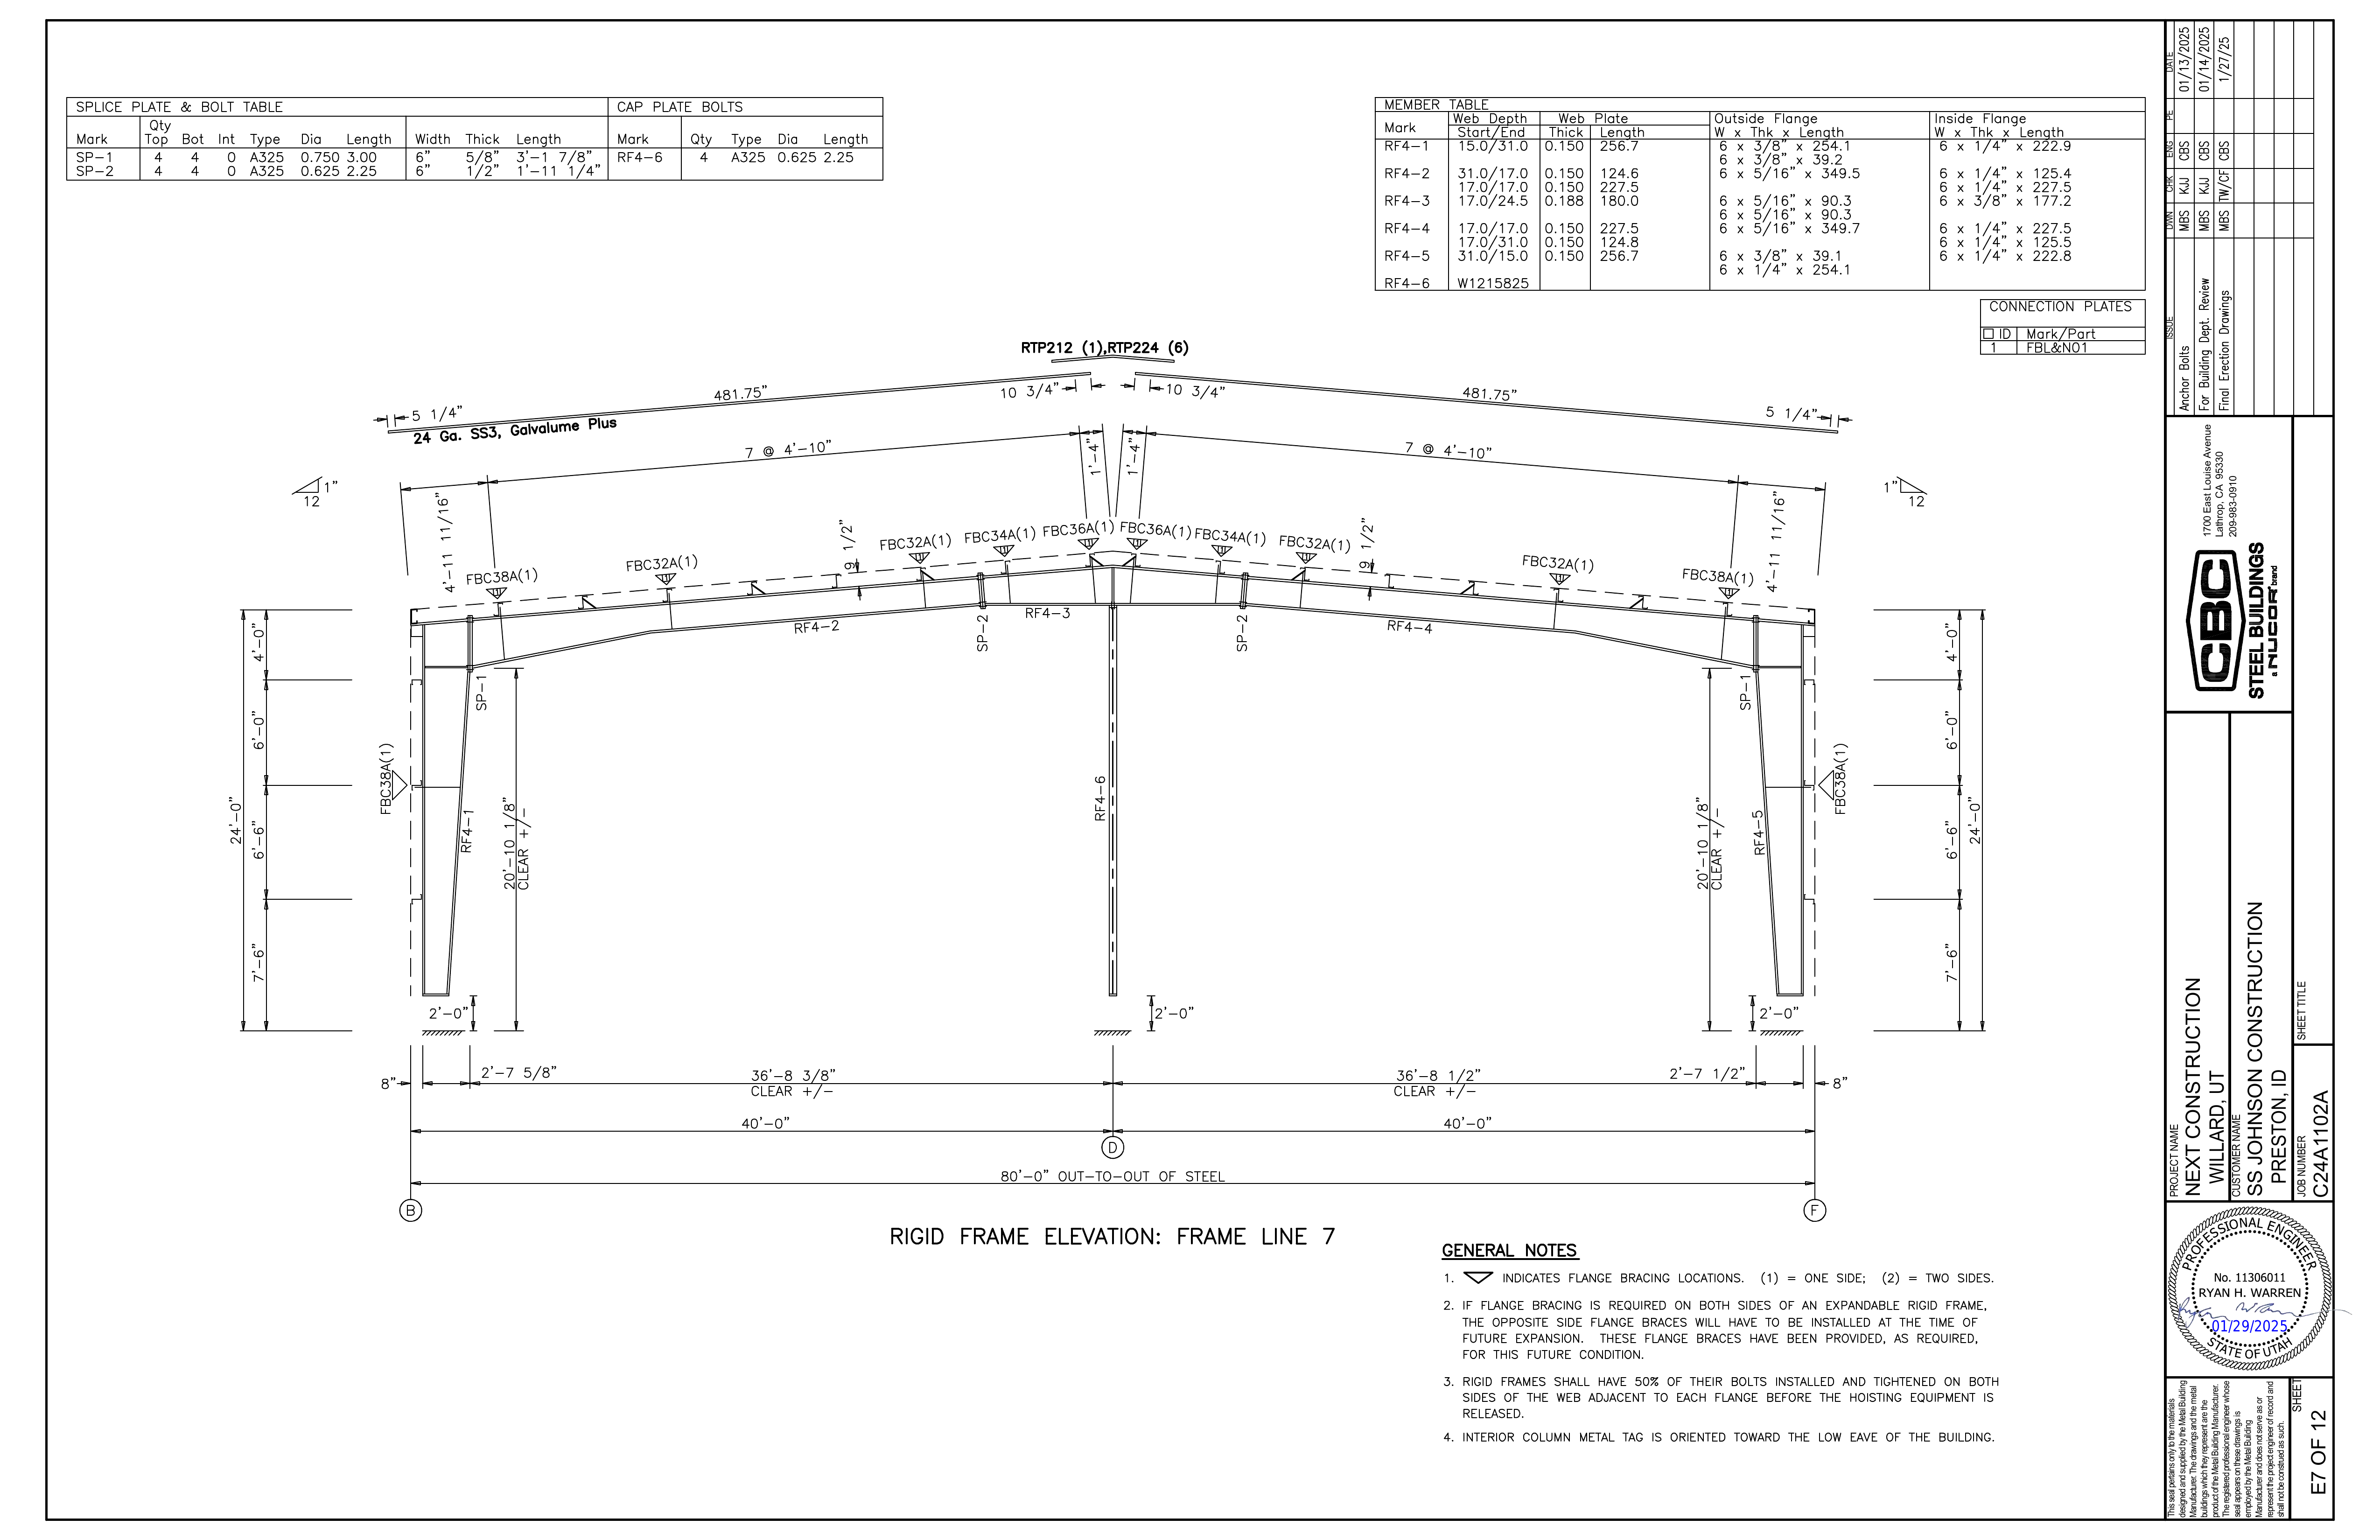 SPLICE PLATE & BOLT TABLE
Mark Qty Top Bot Int Type Dia Length Width Thick Length
SP-1 4 4 0 A325 0.750 3.00 6" 5/8" 3'-1 7/8"
SP-2 4 4 0 A325 0.625 2.25 6" 1/2" 1'-11 1/4"
CAP PLATE BOLTS
Mark Qty Type Dia Length
RF4-6 4 A325 0.625 2.25
MEMBER TABLE
Mark Web Depth Start/End Web Plate Thick Length Outside Flange W x Thk x Length Inside Flange W x Thk x Length
RF4-1 15.0/31.0 0.150 256.7 6 x 3/8" x 254.1 6 x 1/4" x 222.9
6 x 3/8" x 39.2
RF4-2 31.0/17.0 0.150 124.6 6 x 5/16" x 349.5 6 x 1/4" x 125.4
17.0/17.0 0.150 227.5 6 x 1/4" x 227.5
RF4-3 17.0/24.5 0.188 180.0 6 x 5/16" x 90.3 6 x 3/8" x 177.2
6 x 5/16" x 90.3
RF4-4 17.0/17.0 0.150 227.5 6 x 5/16" x 349.7 6 x 1/4" x 227.5
17.0/31.0 0.150 124.8 6 x 1/4" x 125.5
RF4-5 31.0/15.0 0.150 256.7 6 x 3/8" x 39.1 6 x 1/4" x 222.8
6 x 1/4" x 254.1
RF4-6 W1215825
CONNECTION PLATES
ID Mark/Part
1 FBL&NO1
RTP212 (1),RTP224 (6)
481.75" 10 3/4" 10 3/4" 481.75"
5 1/4" 5 1/4"
24 Ga. SS3, Galvalume Plus
7 @ 4'-10" 1'-4" 1'-4" 7 @ 4'-10"
1" 12 4'-11 11/16" 4'-11 11/16" 1" 12
FBC38A(1) FBC32A(1) 9 1/2" FBC32A(1) FBC34A(1) FBC36A(1) FBC36A(1) FBC34A(1) FBC32A(1) 9 1/2" FBC32A(1) FBC38A(1)
RF4-2 SP-2 RF4-3 SP-2 RF4-4
SP-1 SP-1
24'-0" 4'-0" 6'-0" 6'-6" 7'-6"
FBC38A(1) RF4-1
20'-10 1/8"
CLEAR +/-
RF4-6
20'-10 1/8"
CLEAR +/-
RF4-5 FBC38A(1)
4'-0" 6'-0" 6'-6" 7'-6" 24'-0"
2'-0" 2'-0" 2'-0"
8" 2'-7 5/8" 36'-8 3/8" 36'-8 1/2" 2'-7 1/2" 8"
CLEAR +/- CLEAR +/-
40'-0" 40'-0"
D
80'-0" OUT-TO-OUT OF STEEL
B F
RIGID FRAME ELEVATION: FRAME LINE 7
GENERAL NOTES
1. INDICATES FLANGE BRACING LOCATIONS. (1) = ONE SIDE; (2) = TWO SIDES.
2. IF FLANGE BRACING IS REQUIRED ON BOTH SIDES OF AN EXPANDABLE RIGID FRAME,
THE OPPOSITE SIDE FLANGE BRACES WILL HAVE TO BE INSTALLED AT THE TIME OF
FUTURE EXPANSION. THESE FLANGE BRACES HAVE BEEN PROVIDED, AS REQUIRED,
FOR THIS FUTURE CONDITION.
3. RIGID FRAMES SHALL HAVE 50% OF THEIR BOLTS INSTALLED AND TIGHTENED ON BOTH
SIDES OF THE WEB ADJACENT TO EACH FLANGE BEFORE THE HOISTING EQUIPMENT IS
RELEASED.
4. INTERIOR COLUMN METAL TAG IS ORIENTED TOWARD THE LOW EAVE OF THE BUILDING.
ISSUE DWN CHK ENG PE DATE
Anchor Bolts MBS KJJ CBS 01/13/2025
For Building Dept. Review MBS KJJ CBS 01/14/2025
Final Erection Drawings MBS TW/CF CBS 1/27/25
1700 East Louise Avenue
Lathrop, CA 95330
209-983-0910
CBC
STEEL BUILDINGS
a NUCOR brand
PROJECT NAME
NEXT CONSTRUCTION
WILLARD, UT
CUSTOMER NAME
SS JOHNSON CONSTRUCTION
PRESTON, ID
JOB NUMBER
C24A1102A
SHEET TITLE
PROFESSIONAL ENGINEER
No. 11306011
RYAN H. WARREN
01/29/2025
STATE OF UTAH
This seal pertains only to the materials
designed and supplied by the Metal Building
Manufacturer. The drawings and the metal
buildings which they represent are the
product of the Metal Building Manufacturer.
The registered professional engineer whose
seal appears on these drawings is
employed by the Metal Building
Manufacturer and does not serve as or
represent the project engineer of record and
shall not be construed as such.
SHEET
E7 OF 12